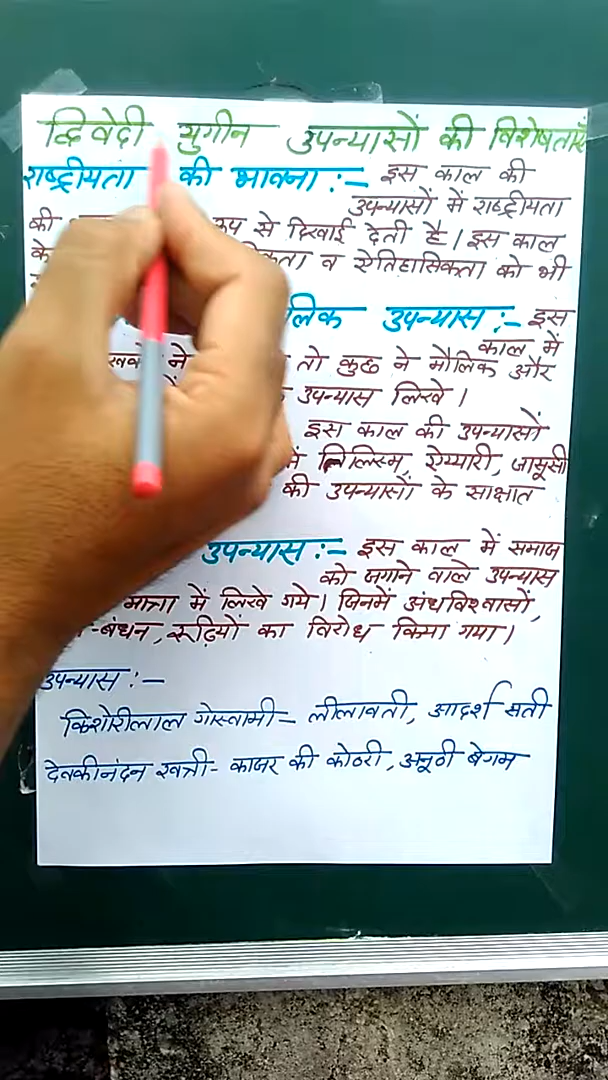 द्विवेदी युगीन उपन्यासों की विशेषताएँ
राष्ट्रीयता की भावना :- इस काल की
उपन्यासों में राष्ट्रीयता
की रूप से दिखाई देती है। इस काल
के व ऐतिहासिकता को भी
उपन्यास :- इस
काल में
ने तो कुछ ने मौलिक और
उपन्यास लिखे।
इस काल की उपन्यासों
में तिलिस्म, ऐय्यारी, जासूसी
की उपन्यासों के साक्षात
उपन्यास :- इस काल में समाज
को जगाने वाले उपन्यास
मात्रा में लिखे गये। जिनमें अंधविश्वासों,
-बंधन, रूढ़ियों का विरोध किया गया।
उपन्यास :-
किशोरीलाल गोस्वामी - लीलावती, आदर्श सती
देवकीनंदन खत्री - काजर की कोठरी, अनूठी बेगम